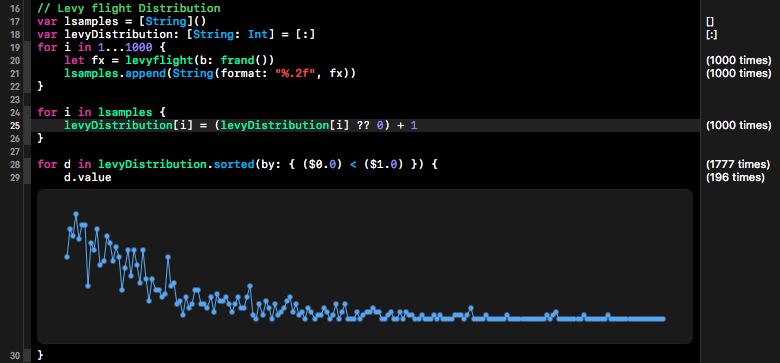 16 // Levy flight Distribution
17 var lsamples = [String]() []
18 var levyDistribution: [String: Int] = [:] [:]
19 for i in 1...1000 {
20 let fx = levyflight(b: frand()) (1000 times)
21 lsamples.append(String(format: "%.2f", fx)) (1000 times)
22 }
23
24 for i in lsamples {
25 levyDistribution[i] = (levyDistribution[i] ?? 0) + 1 (1000 times)
26 }
27
28 for d in levyDistribution.sorted(by: { ($0.0) < ($1.0) }) { (1777 times)
29 d.value (196 times)
30 }